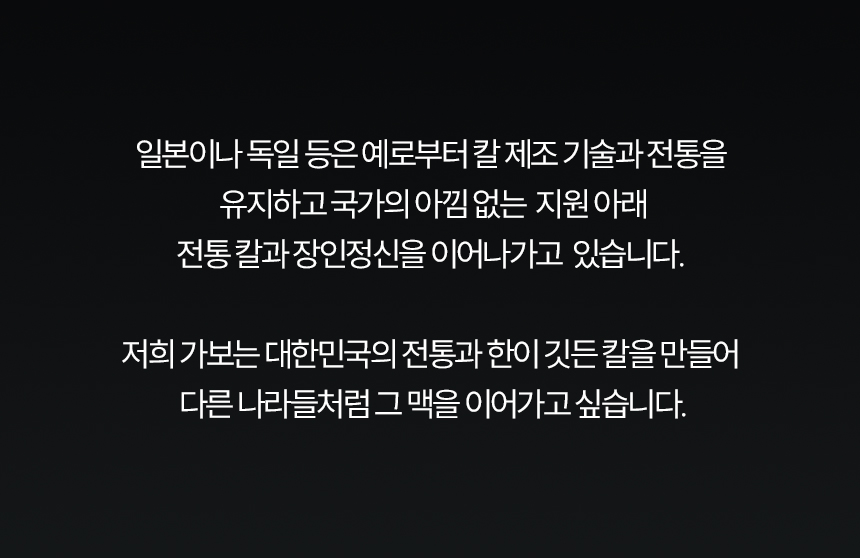 일본이나 독일 등은 예로부터 칼 제조 기술과 전통을
유지하고 국가의 아낌 없는 지원 아래
전통 칼과 장인정신을 이어나가고 있습니다.
저희 가보는 대한민국의 전통과 한이 깃든 칼을 만들어
다른 나라들처럼 그 맥을 이어가고 싶습니다.